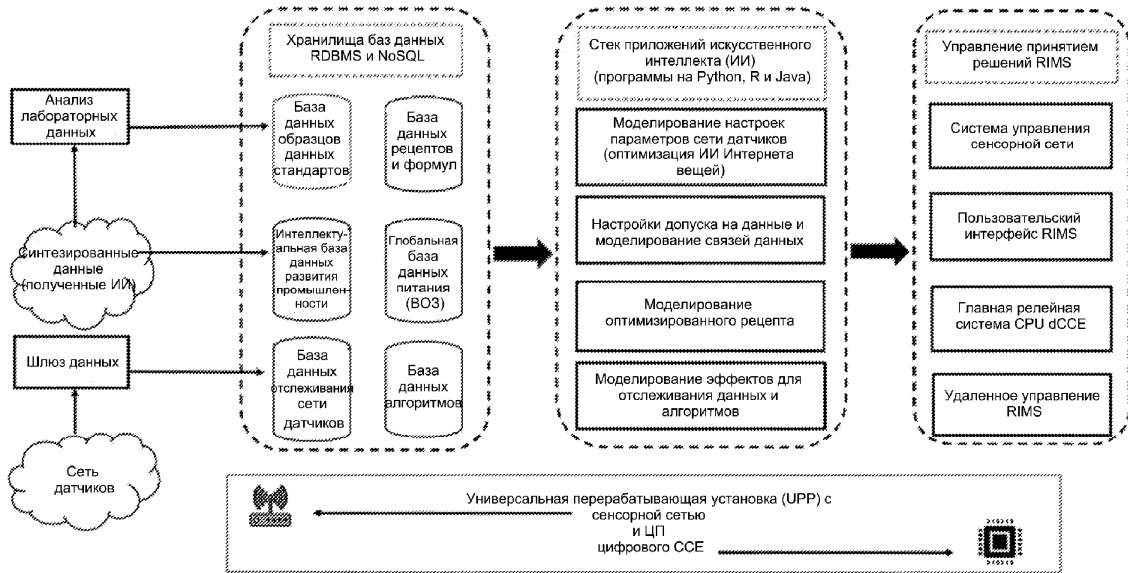 Анализ
лабораторных
данных
Синтезированные
данные
(полученные ИИ)
Шлюз данных
Сеть
датчиков
Хранилища баз данных
RDBMS и NoSQL
База
данных
образцов
данных
стандартов
База
данных
рецептов
и формул
Интеллекту-
альная база
данных
развития
промышлен-
ности
Глобальная
база
данных
питания
(ВОЗ)
База
данных
отслеживания
сети
датчиков
База
данных
алгоритмов
Стек приложений искусственного
интеллекта (ИИ)
(программы на Python, R и Java)
Моделирование настроек
параметров сети датчиков
(оптимизация ИИ Интернета
вещей)
Настройки допуска на данные и
моделирование связей данных
Моделирование
оптимизированного рецепта
Моделирование эффектов для
отслеживания данных и
алгоритмов
Управление принятием
решений RIMS
Система управления
сенсорной сети
Пользовательский
интерфейс RIMS
Главная релейная
система CPU dCCE
Удаленное управление
RIMS
Универсальная перерабатывающая установка (UPP) с
сенсорной сетью
и ЦП
цифрового CCE